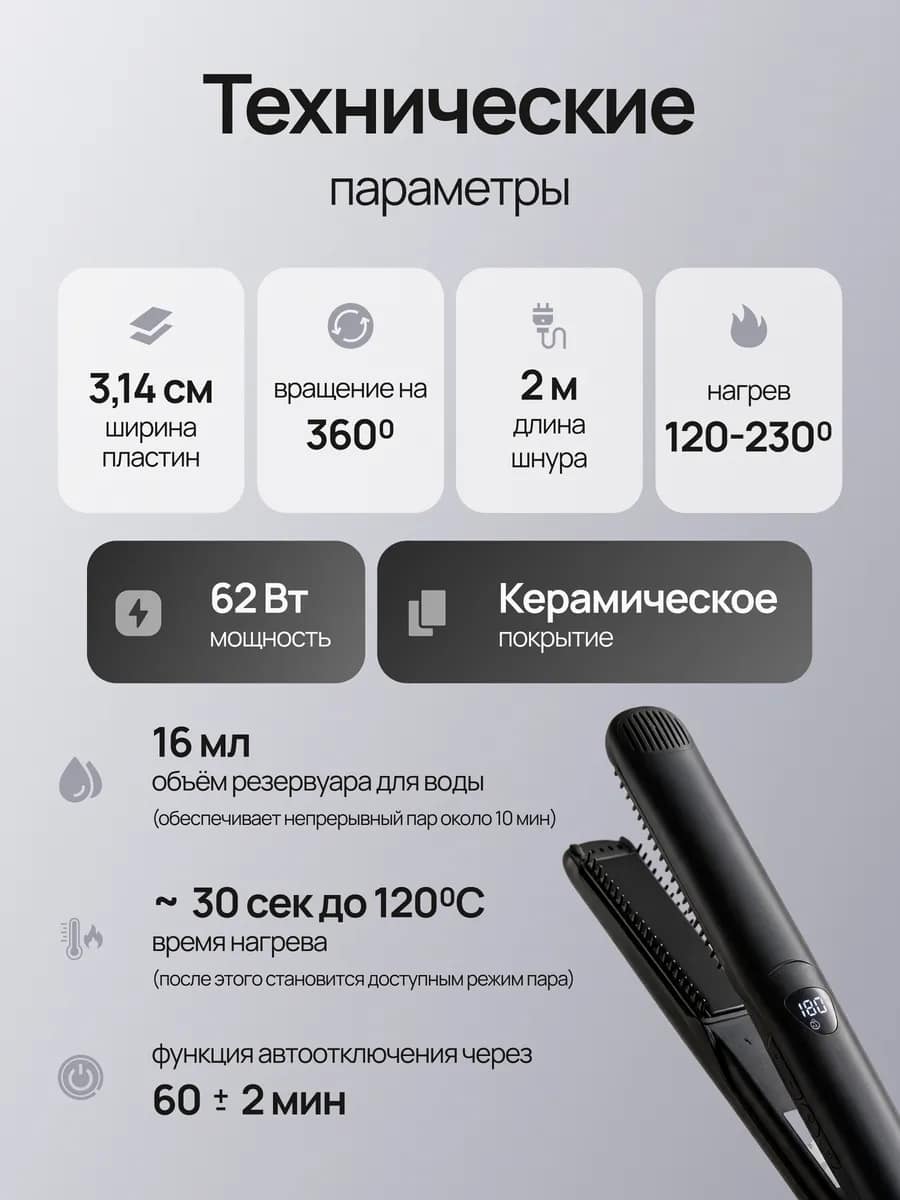 Технические
параметры
3,14 см
ширина
пластин
вращение на
360⁰
2 м
длина
шнура
нагрев
120-230⁰
62 Вт
мощность
Керамическое
покрытие
16 мл
объём резервуара для воды
(обеспечивает непрерывный пар около 10 мин)
~ 30 сек до 120⁰C
время нагрева
(после этого становится доступным режим пара)
функция автоотключения через
60 ± 2 мин
180